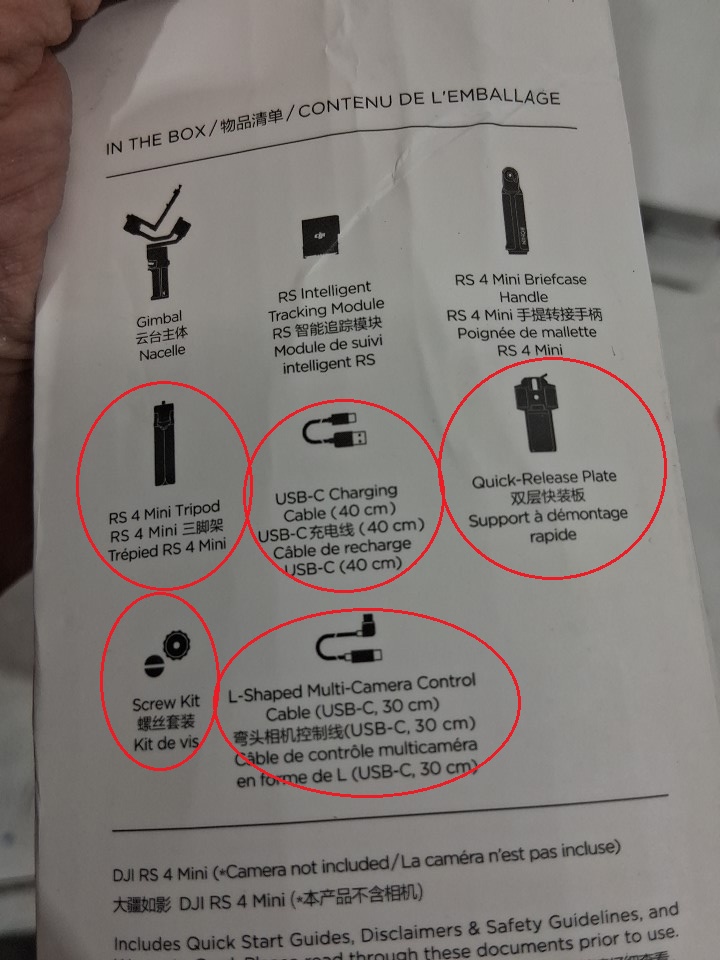 IN THE BOX/物品清单/CONTENU DE L'EMBALLAGE
Gimbal
云台主体
Nacelle
RS Intelligent
Tracking Module
RS 智能追踪模块
Module de suivi
intelligent RS
RS 4 Mini Briefcase
Handle
RS 4 Mini 手提转接手柄
Poignée de mallette
RS 4 Mini
RS 4 Mini Tripod
RS 4 Mini 三脚架
Trépied RS 4 Mini
USB-C Charging
Cable (40 cm)
USB-C充电线 (40 cm)
Câble de recharge
USB-C (40 cm)
Quick-Release Plate
双层快装板
Support à démontage
rapide
Screw Kit
螺丝套装
Kit de vis
L-Shaped Multi-Camera Control
Cable (USB-C, 30 cm)
弯头相机控制线(USB-C, 30 cm)
Câble de contrôle multicaméra
en forme de L (USB-C, 30 cm)
DJI RS 4 Mini (*Camera not included/La caméra n'est pas incluse)
大疆如影 DJI RS 4 Mini (*本产品不含相机)
Includes Quick Start Guides, Disclaimers & Safety Guidelines, and
read through these documents prior to use.